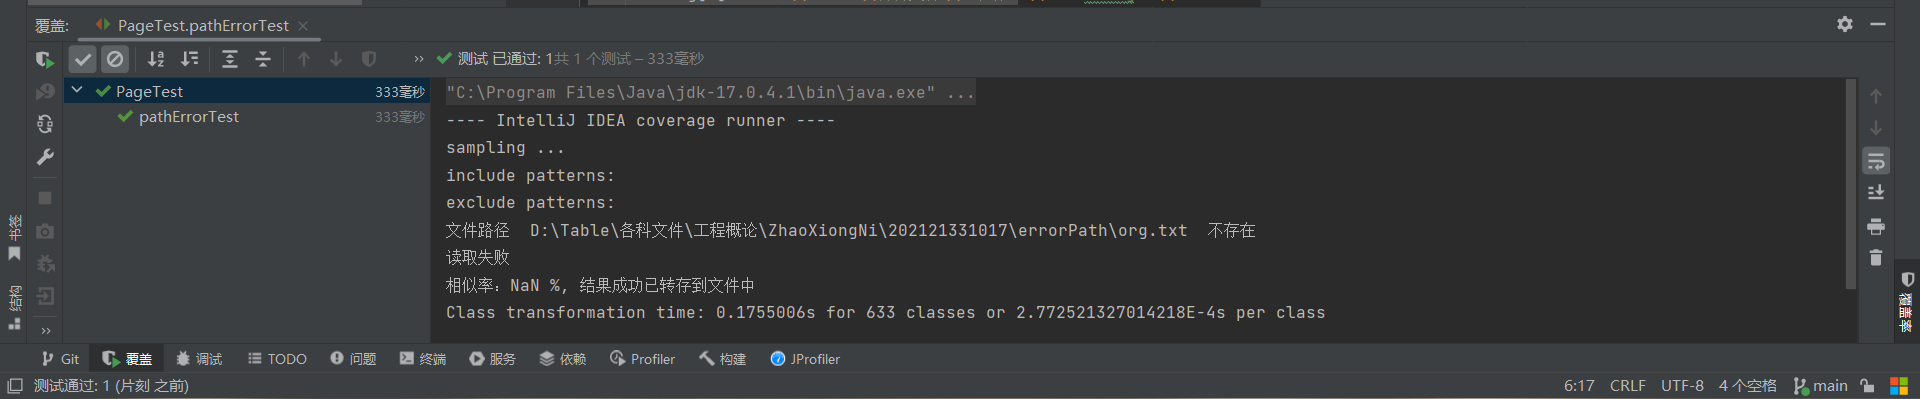 覆盖:
PageTest.pathErrorTest
测试 已通过: 1共 1 个测试 – 333毫秒
PageTest 333毫秒
pathErrorTest 333毫秒
"C:\Program Files\Java\jdk-17.0.4.1\bin\java.exe" ...
---- IntelliJ IDEA coverage runner ----
sampling ...
include patterns:
exclude patterns:
文件路径  D:\Table\各科文件\工程概论\ZhaoXiongNi\202121331017\errorPath\org.txt  不存在
读取失败
相似率：NaN %, 结果成功已转存到文件中
Class transformation time: 0.1755006s for 633 classes or 2.772521327014218E-4s per class
书签
结构
覆盖率
Git 覆盖 调试 TODO 问题 终端 服务 依赖 Profiler 构建 JProfiler
测试通过: 1 (片刻 之前)
6:17 CRLF UTF-8 4 个空格 main